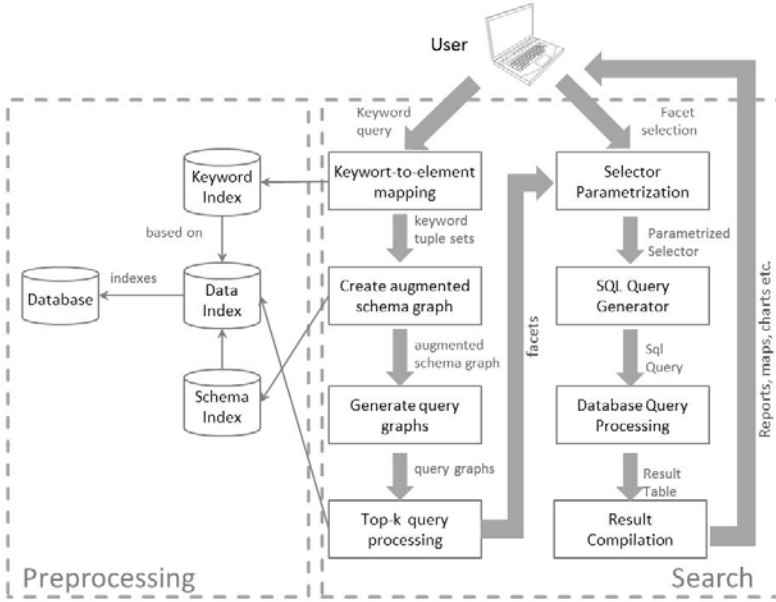 User
Keyword
query
Facet
selection
Keyword
Index
Keywort-to-element
mapping
Selector
Parametrization
based on
keyword
tuple sets
Parametrized
Selector
Database
indexes
Data
Index
Create augmented
schema graph
SQL Query
Generator
augmented
schema graph
Sql
Query
facets
Reports, maps, charts etc.
Schema
Index
Generate query
graphs
Database Query
Processing
query graphs
Result
Table
Top-k query
processing
Result
Compilation
Preprocessing
Search